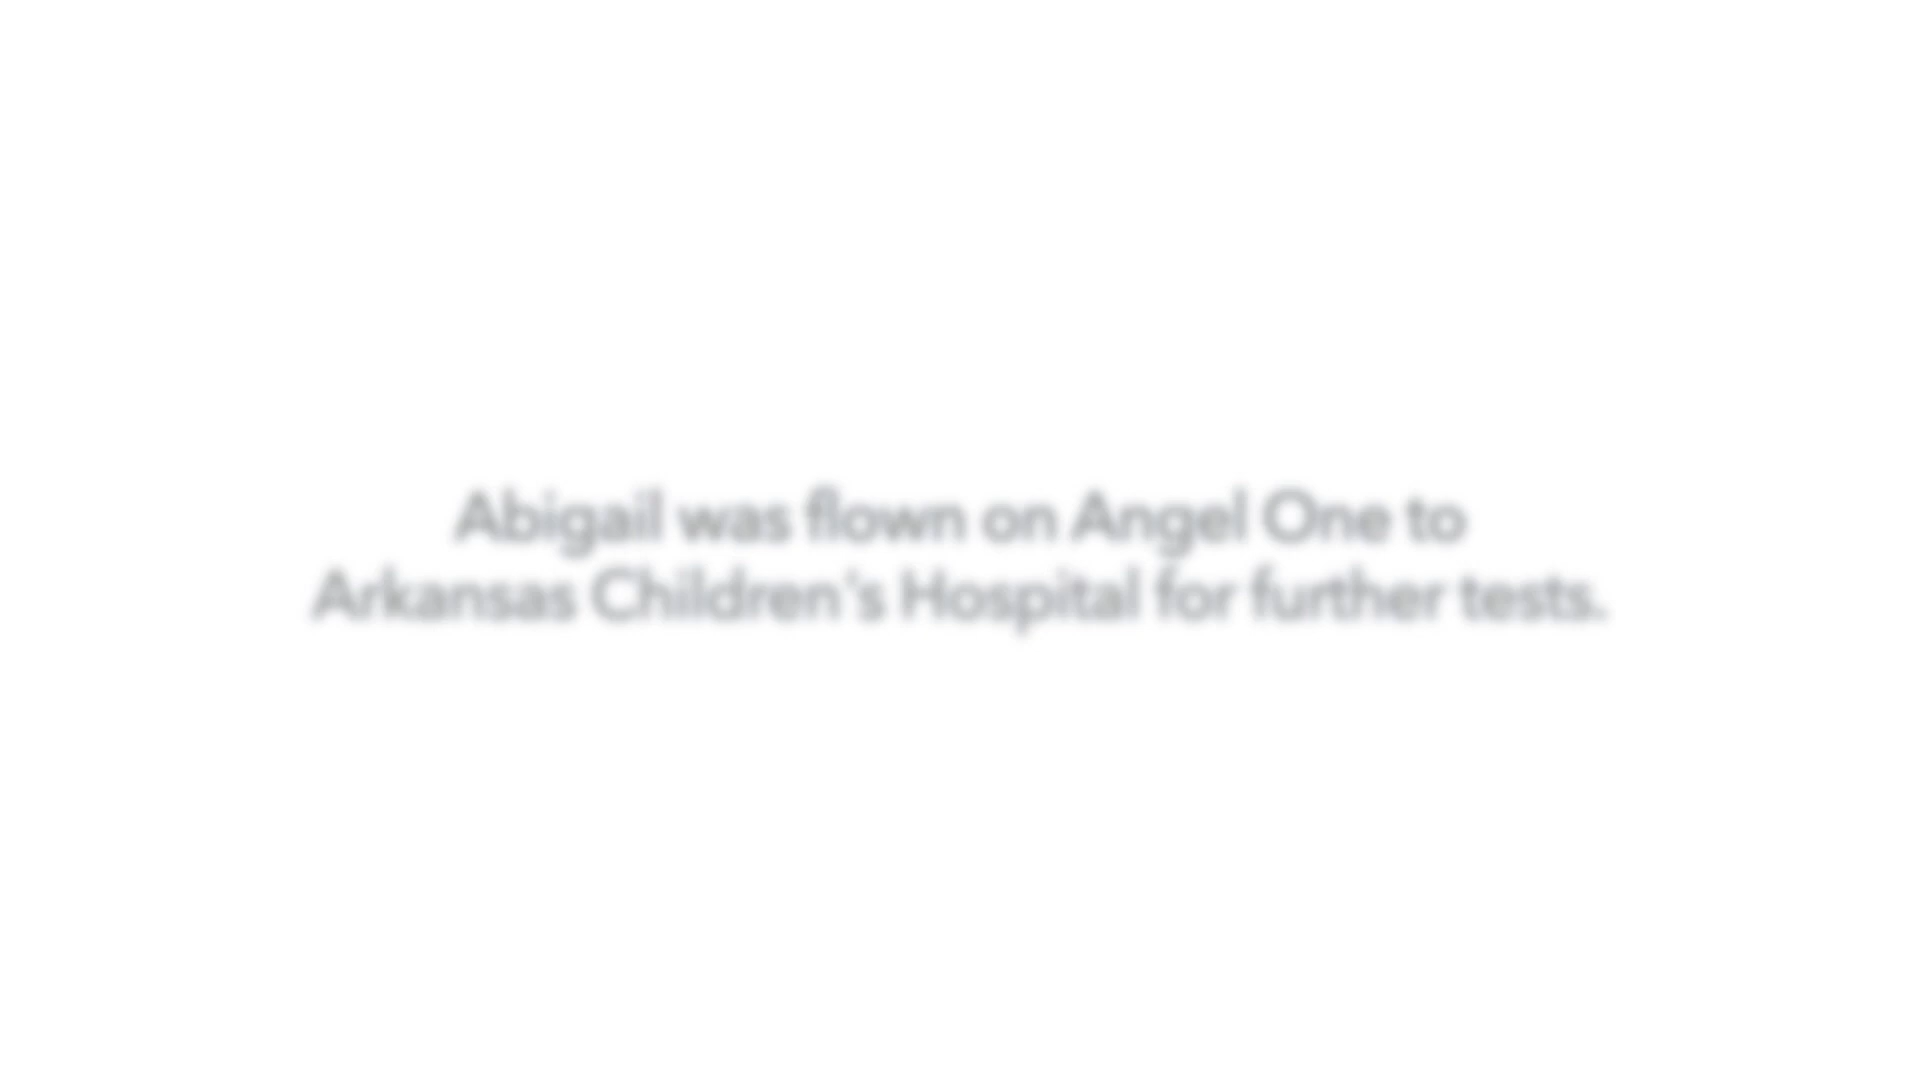 Abigail was flown on Angel One to
Arkansas Children's Hospital for further tests.